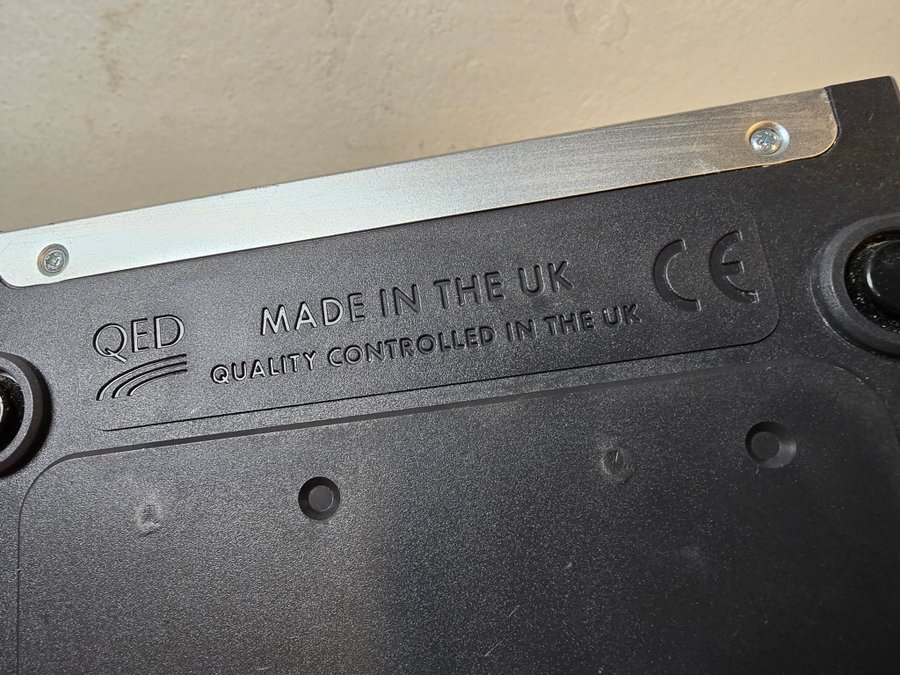 QED
MADE IN THE UK
QUALITY CONTROLLED IN THE UK
CE